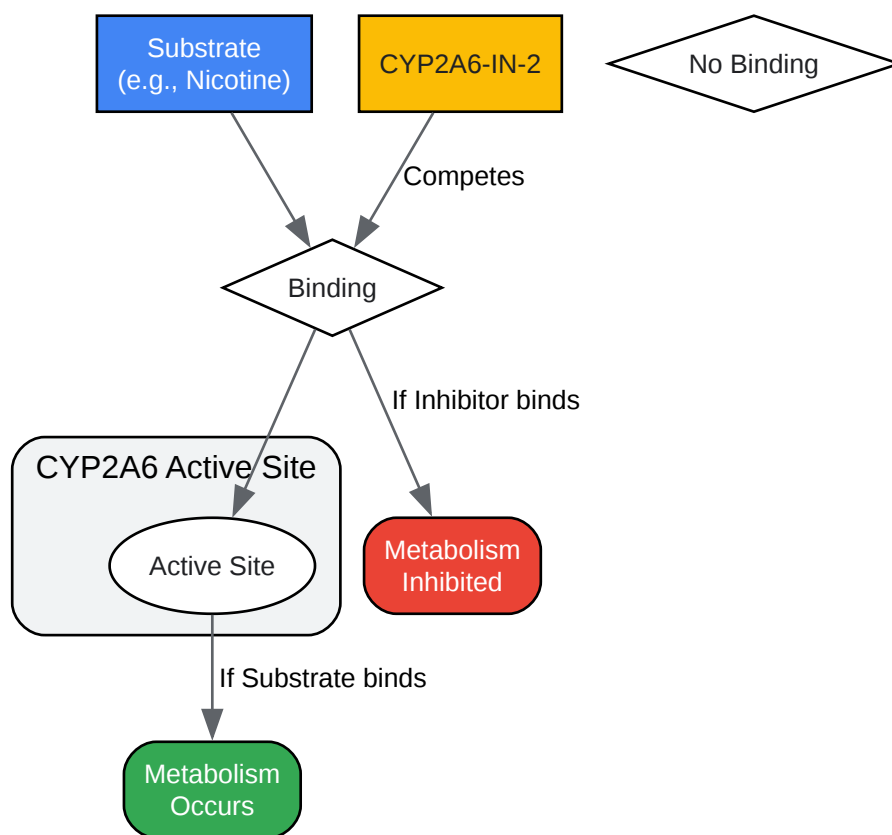 Substrate
(e.g., Nicotine)
CYP2A6-IN-2
No Binding
Competes
Binding
If Inhibitor binds
CYP2A6 Active Site
Active Site
Metabolism
Inhibited
If Substrate binds
Metabolism
Occurs